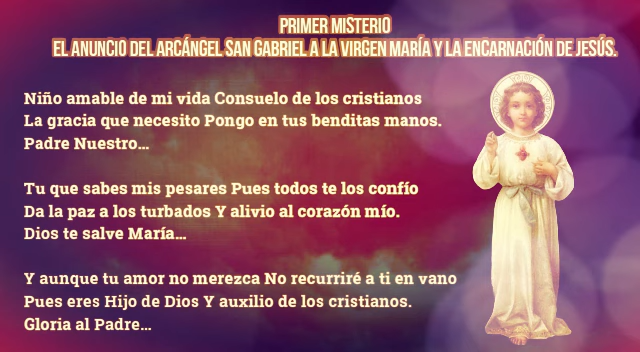 PRIMER MISTERIO
EL ANUNCIO DEL ARCÁNGEL SAN GABRIEL A LA VIRGEN MARÍA Y LA ENCARNACIÓN DE JESÚS.
Niño amable de mi vida Consuelo de los cristianos
La gracia que necesito Pongo en tus benditas manos.
Padre Nuestro...
Tu que sabes mis pesares Pues todos te los confío
Da la paz a los turbados Y alivio al corazón mío.
Dios te salve María...
Y aunque tu amor no merezca No recurriré a ti en vano
Pues eres Hijo de Dios Y auxilio de los cristianos.
Gloria al Padre...